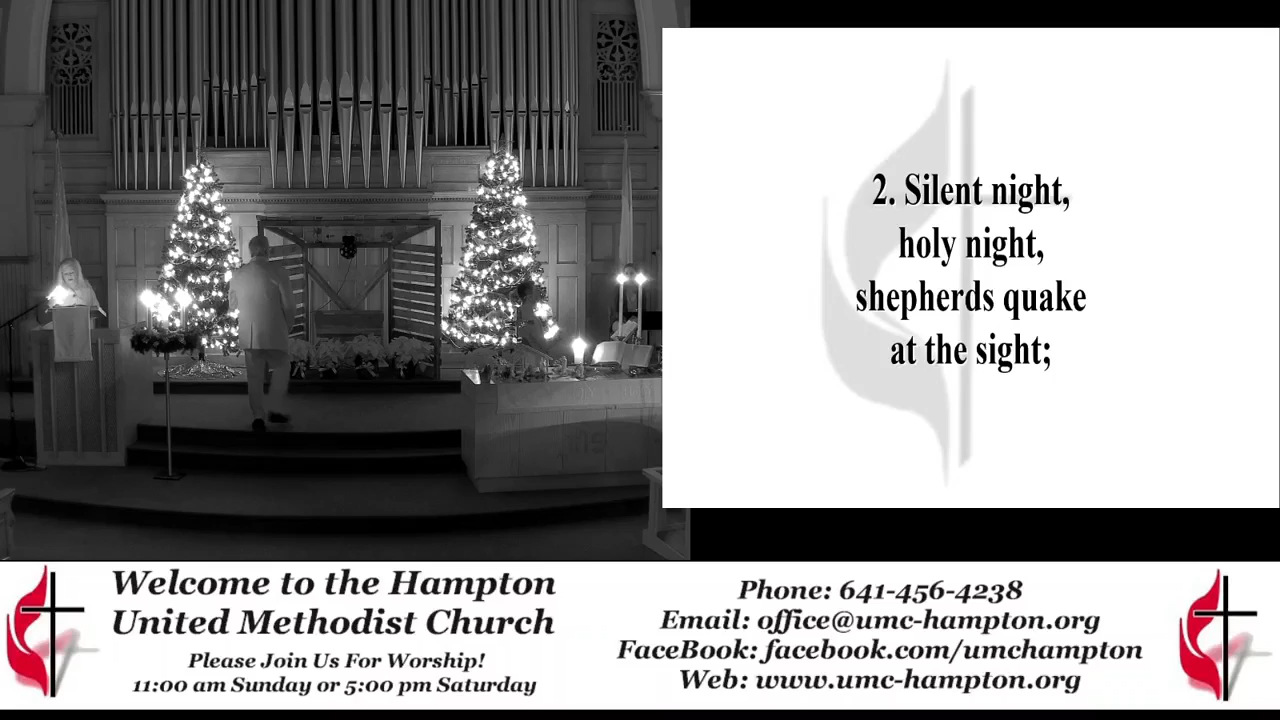 2. Silent night,
holy night,
shepherds quake
at the sight;
Welcome to the Hampton
United Methodist Church
Please Join Us For Worship!
11:00 am Sunday or 5:00 pm Saturday
Phone: 641-456-4238
Email: office@umc-hampton.org
FaceBook: facebook.com/umchampton
Web: www.umc-hampton.org